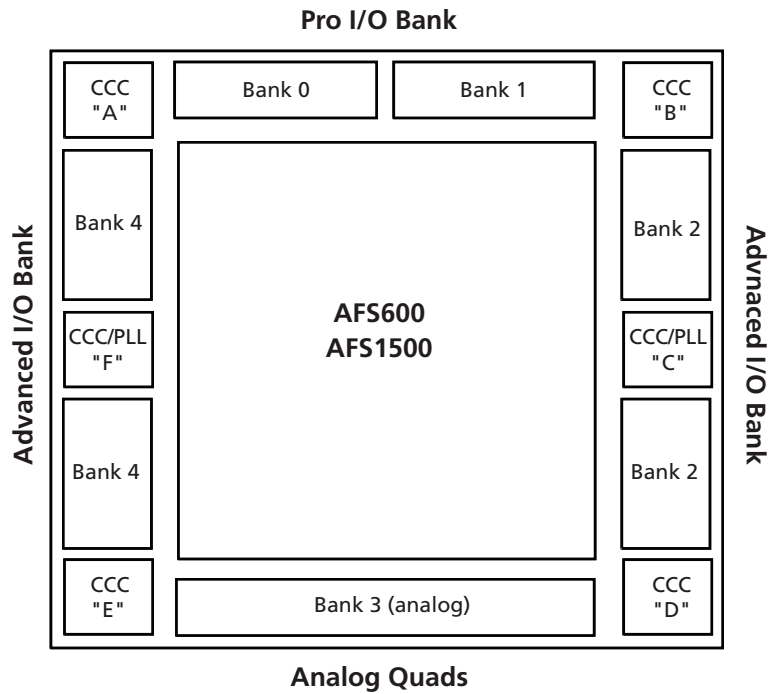 Pro I/O Bank
CCC
"A"
Bank 0
Bank 1
CCC
"B"
Bank 4
Bank 2
Advanced I/O Bank
Advnaced I/O Bank
CCC/PLL
"F"
AFS600
AFS1500
CCC/PLL
"C"
Bank 4
Bank 2
CCC
"E"
Bank 3 (analog)
CCC
"D"
Analog Quads